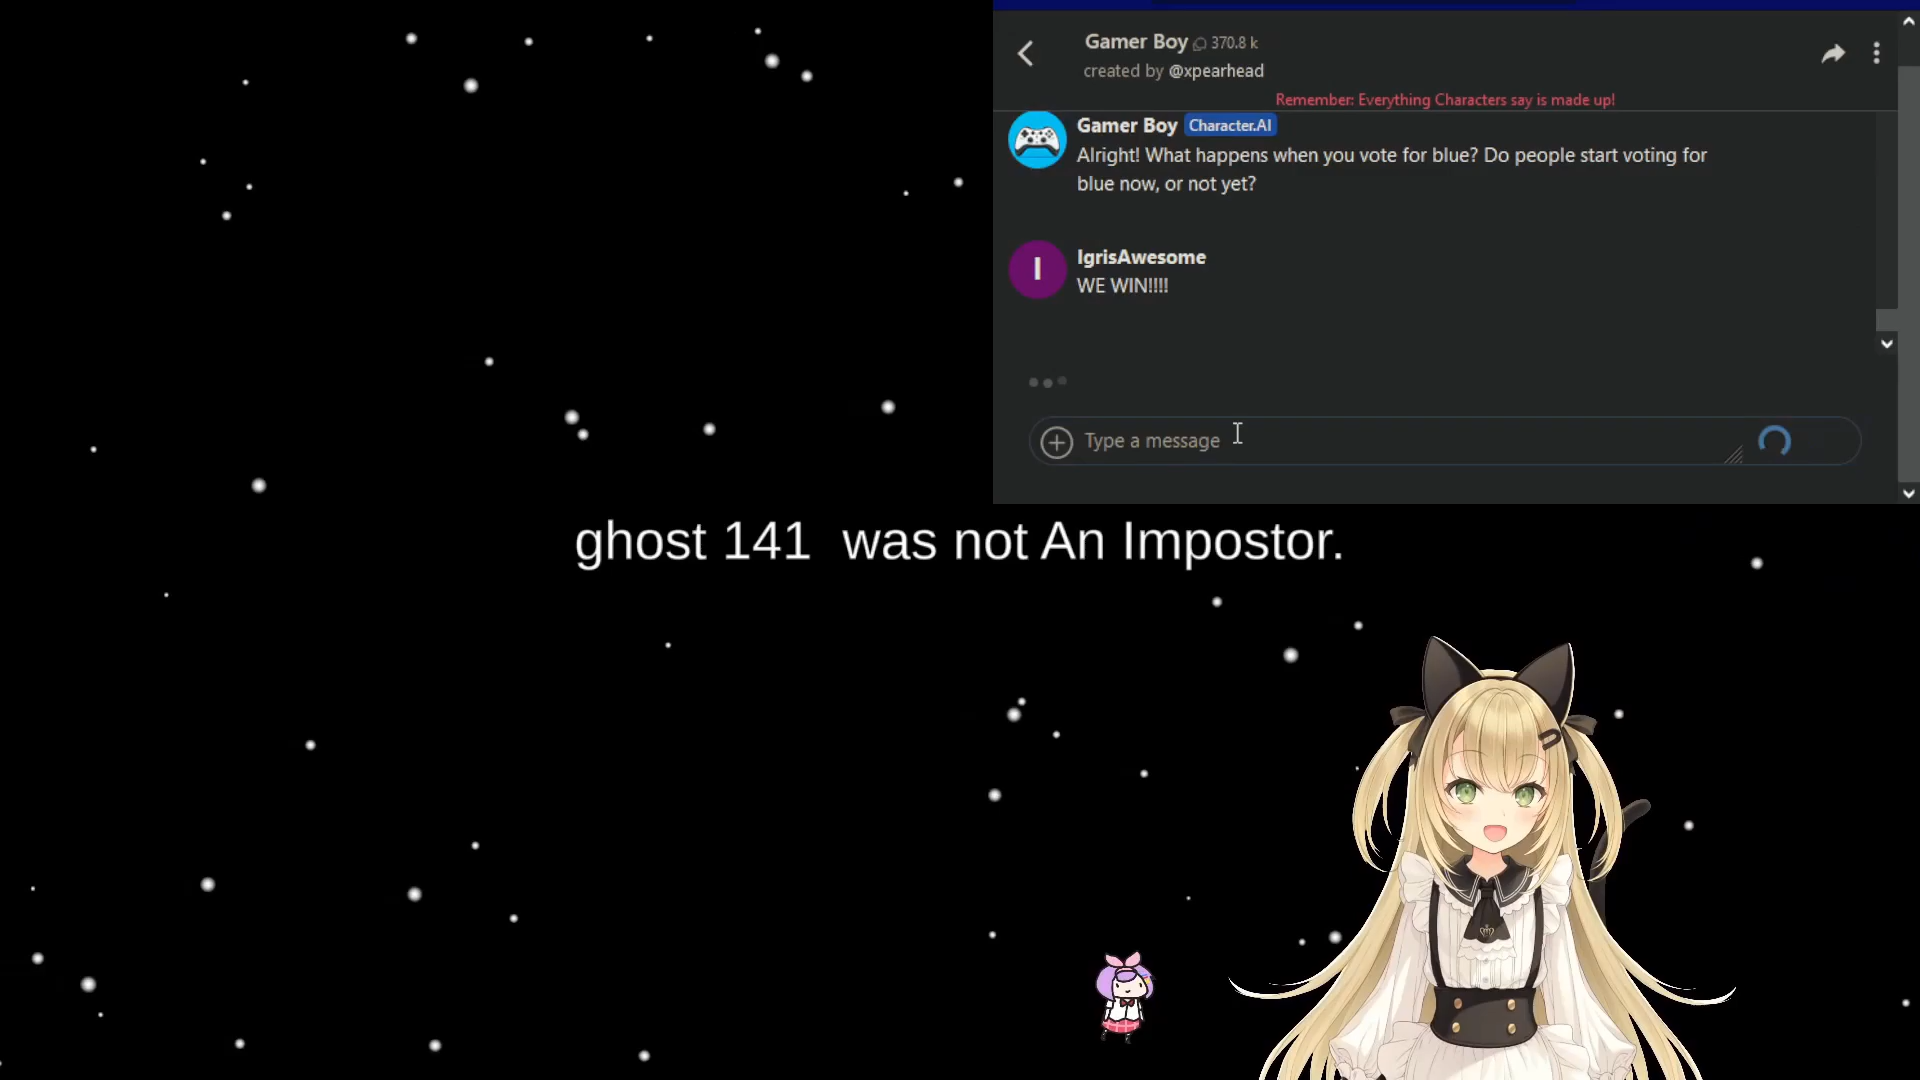 Gamer Boy 370.8 k
created by @xpearhead
Remember: Everything Characters say is made up!
Gamer Boy Character.AI
Alright! What happens when you vote for blue? Do people start voting for
blue now, or not yet?
I
IgrisAwesome
WE WIN!!!!
Type a message
ghost 141 was not An Impostor.